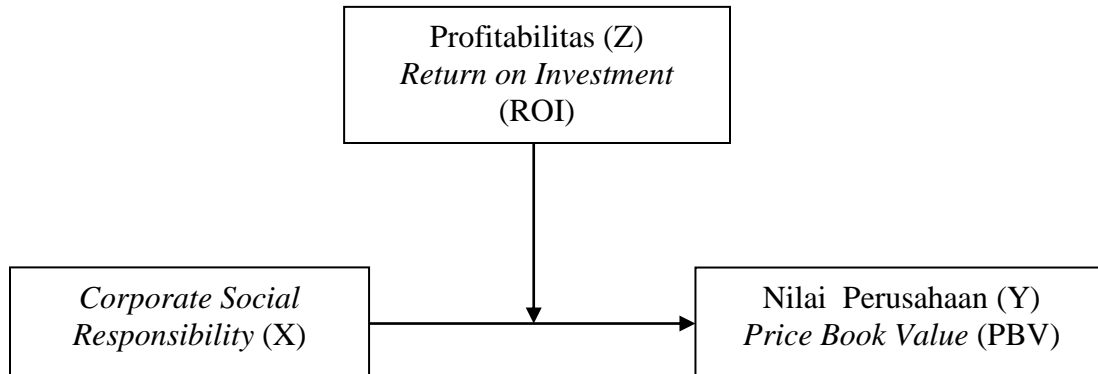 Profitabilitas (Z)
Return on Investment
(ROI)
Corporate Social
Responsibility (X)
Nilai Perusahaan (Y)
Price Book Value (PBV)